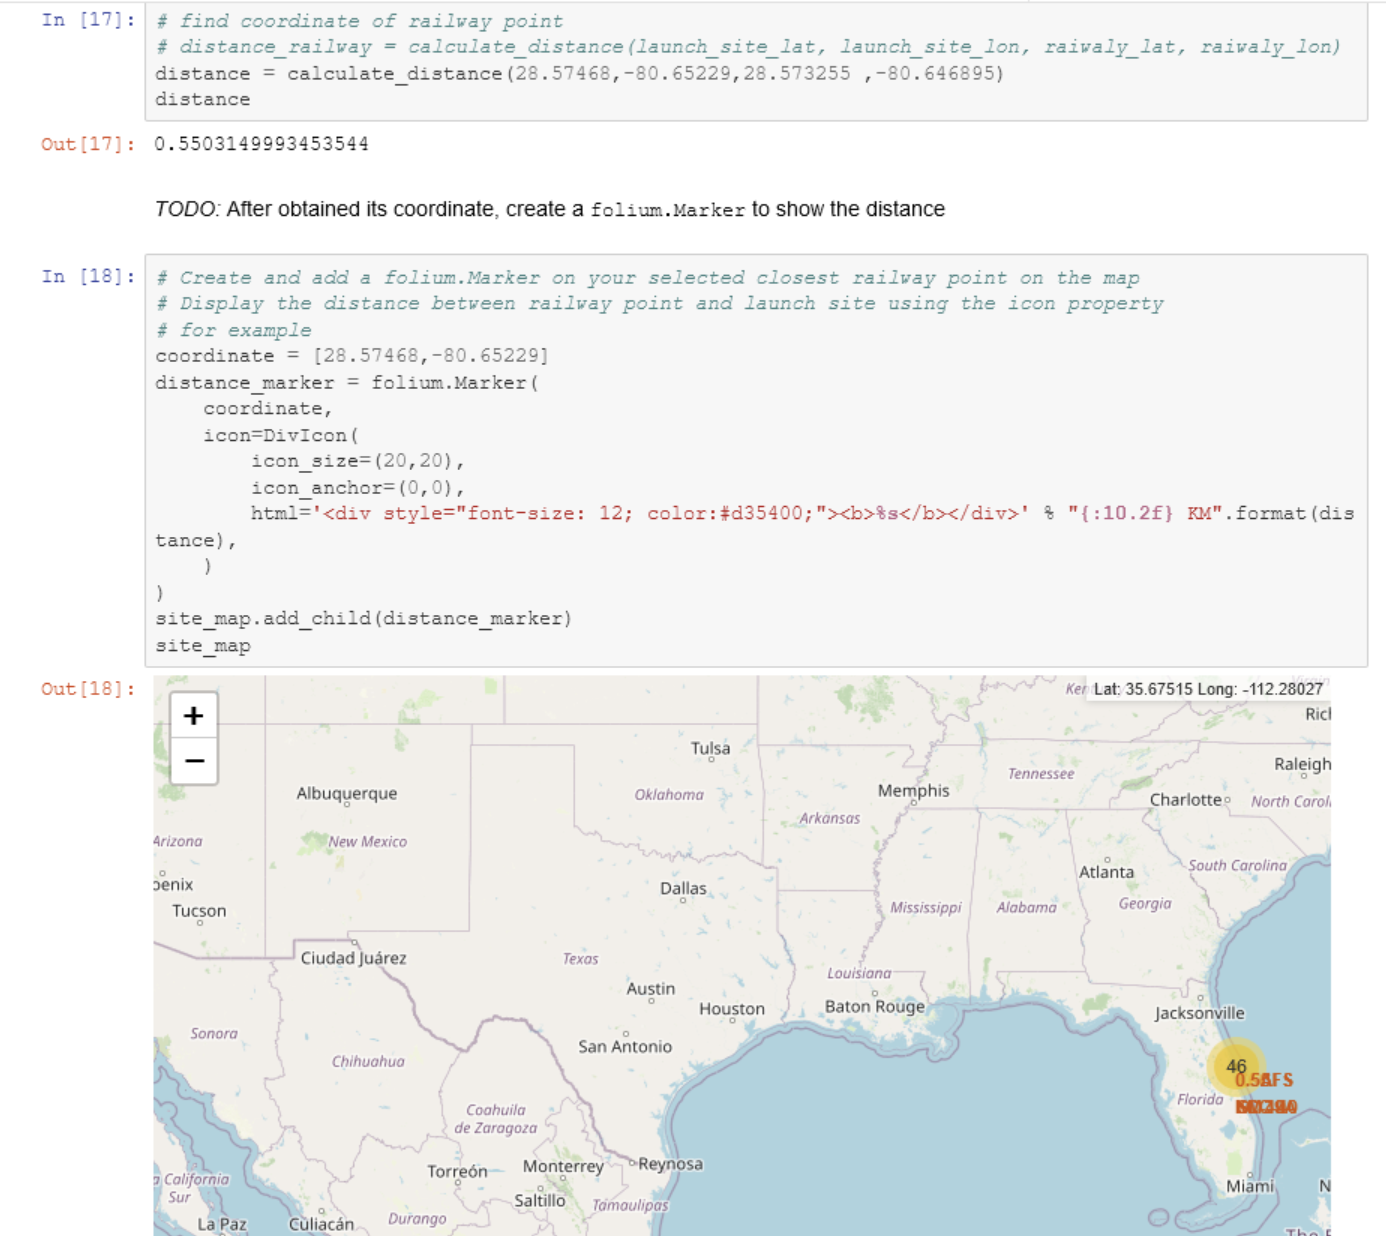 In [17]:
# find coordinate of railway point
# distance_railway = calculate_distance(launch_site_lat, launch_site_lon, raiwaly_lat, raiwaly_lon)
distance = calculate_distance(28.57468,-80.65229,28.573255 ,-80.646895)
distance
Out[17]: 0.5503149993453544
TODO: After obtained its coordinate, create a folium.Marker to show the distance
In [18]:
# Create and add a folium.Marker on your selected closest railway point on the map
# Display the distance between railway point and launch site using the icon property
# for example
coordinate = [28.57468,-80.65229]
distance_marker = folium.Marker(
    coordinate,
    icon=DivIcon(
        icon_size=(20,20),
        icon_anchor=(0,0),
        html='<div style="font-size: 12; color:#d35400;"><b>%s</b></div>' % "{:10.2f} KM".format(dis
tance),
    )
)
site_map.add_child(distance_marker)
site_map
Out[18]:
+
−
Lat: 35.67515 Long: -112.28027
Tulsa
Raleigh
Albuquerque
Oklahoma
Tennessee
Memphis
Charlotte
North Caroli
Arkansas
Arizona
New Mexico
South Carolina
Atlanta
oenix
Dallas
Tucson
Mississippi
Alabama
Georgia
Ciudad Juárez
Texas
Louisiana
Austin
Houston
Baton Rouge
Jacksonville
Sonora
San Antonio
Chihuahua
46
Florida
Coahuila
de Zaragoza
Torreón
Monterrey
Reynosa
a California
Sur
Saltillo
Tamaulipas
Miami
La Paz
Culiacán
Durango